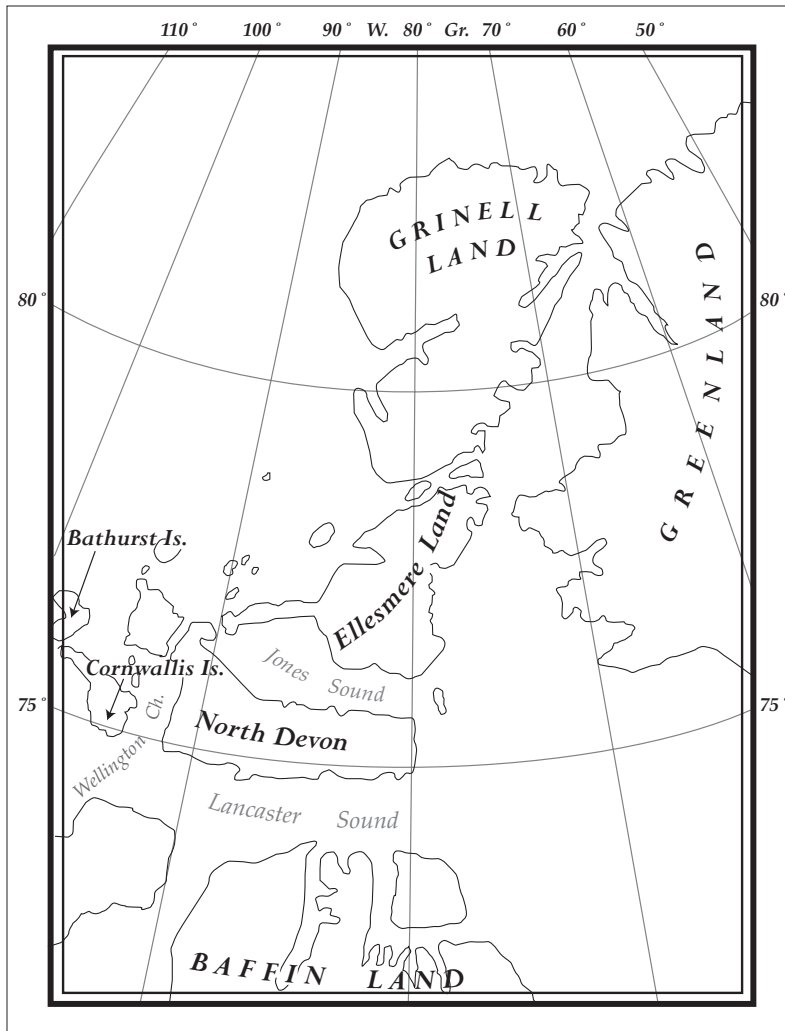 110° 100° 90° W. 80° Gr. 70° 60° 50°
GRINELL
LAND
80° 80°
GREENLAND
Bathurst Is.
Ellesmere Land
Cornwallis Is.
Jones Sound
75° 75°
Wellington Ch.
North Devon
Lancaster Sound
BAFFIN LAND